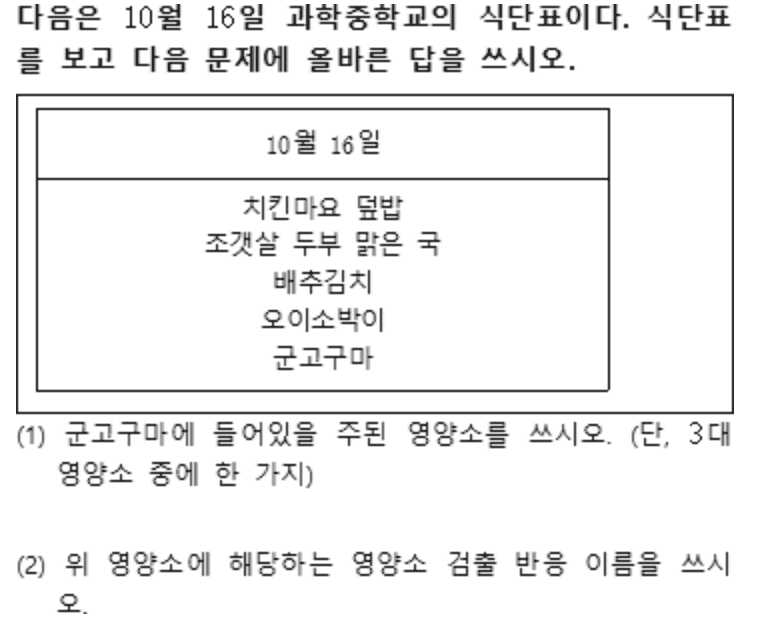 다음은 10월 16일 과학중학교의 식단표이다. 식단표
를 보고 다음 문제에 올바른 답을 쓰시오.
10월 16일
치킨마요 덮밥
조갯살 두부 맑은 국
배추김치
오이소박이
군고구마
(1) 군고구마에 들어있을 주된 영양소를 쓰시오. (단, 3대
영양소 중에 한 가지)
(2) 위 영양소에 해당하는 영양소 검출 반응 이름을 쓰시
오.